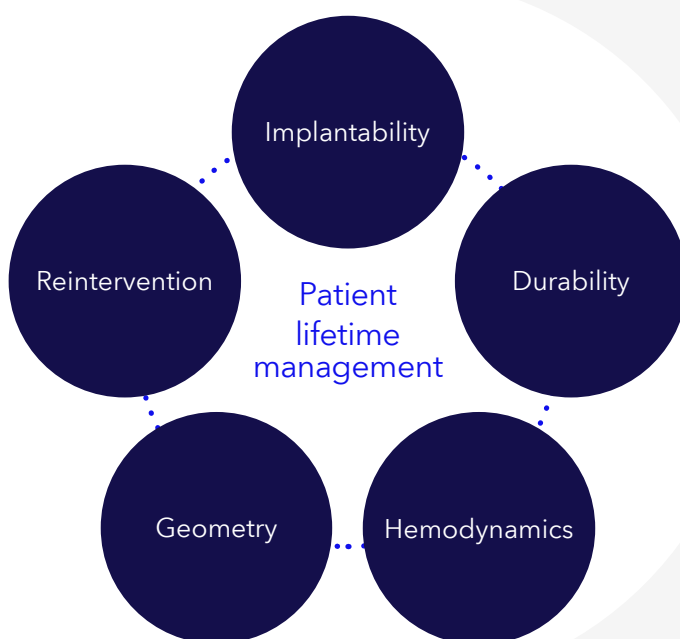 Implantability
Reintervention
Durability
Patient
lifetime
management
Geometry
Hemodynamics